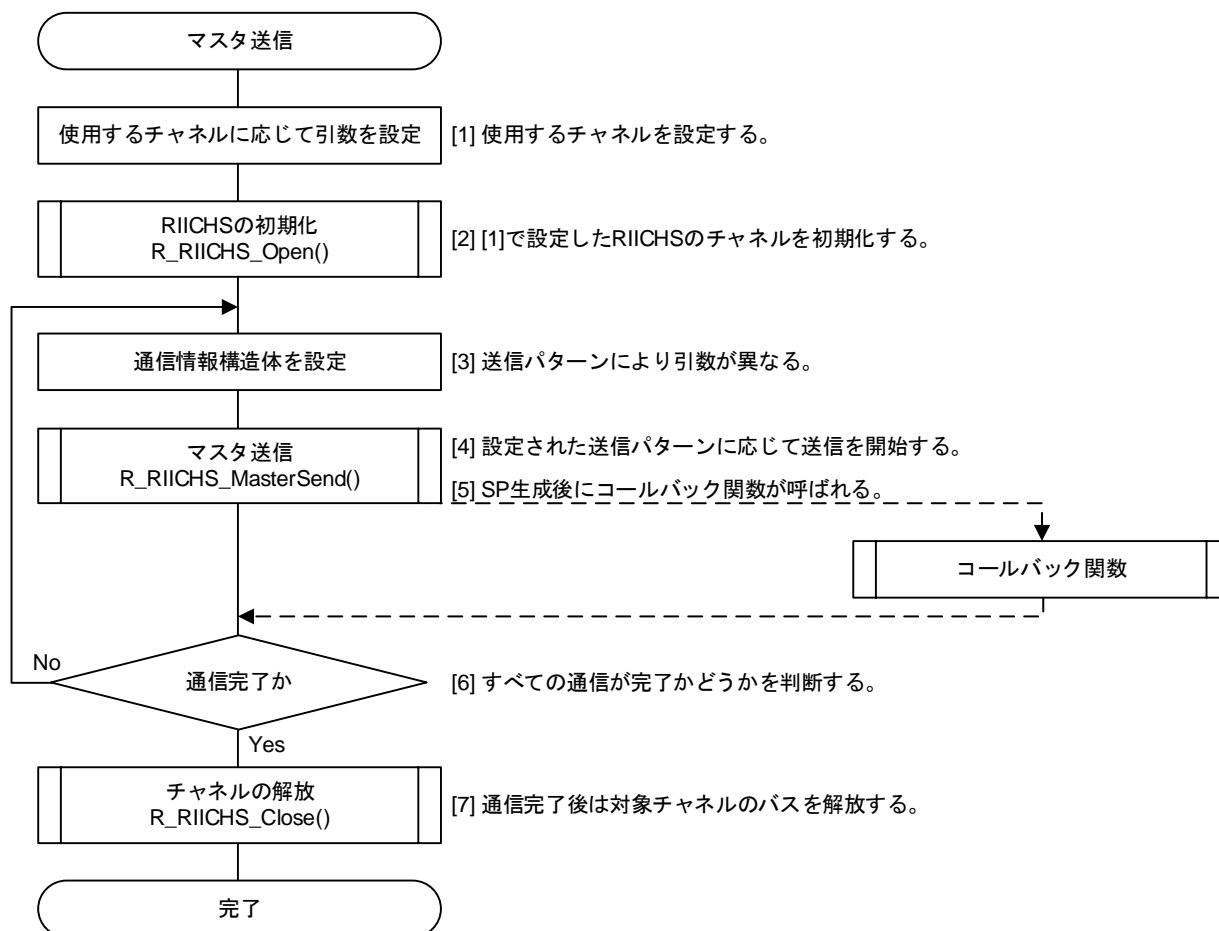 マスタ送信
使用するチャネルに応じて引数を設定
[1] 使用するチャネルを設定する。
RIICHSの初期化
R_RIICHS_Open()
[2] [1]で設定したRIICHSのチャネルを初期化する。
通信情報構造体を設定
[3] 送信パターンにより引数が異なる。
マスタ送信
R_RIICHS_MasterSend()
[4] 設定された送信パターンに応じて送信を開始する。
[5] SP生成後にコールバック関数が呼ばれる。
コールバック関数
No
通信完了か
[6] すべての通信が完了かどうかを判断する。
Yes
チャネルの解放
R_RIICHS_Close()
[7] 通信完了後は対象チャネルのバスを解放する。
完了